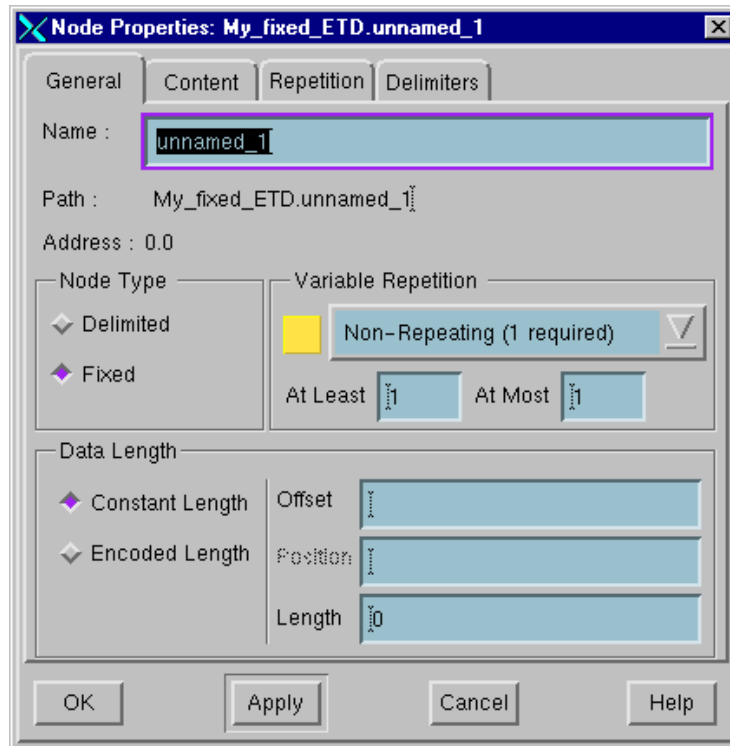 Node Properties: My_fixed_ETD.unnamed_1
General Content Repetition Delimiters
Name : unnamed_1
Path : My_fixed_ETD.unnamed_1
Address : 0.0
Node Type
Delimited
Fixed
Variable Repetition
Non-Repeating (1 required)
At Least 1 At Most 1
Data Length
Constant Length
Encoded Length
Offset
Position
Length 0
OK Apply Cancel Help